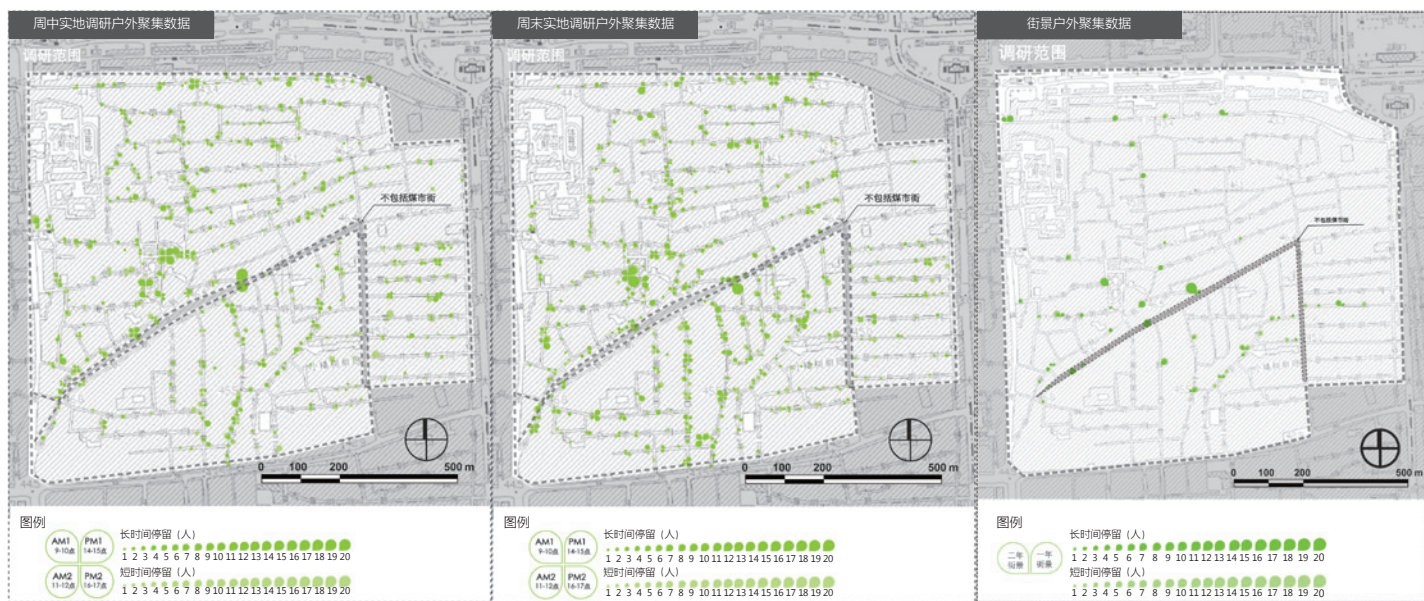 周中实地调研户外聚集数据
调研范围
不包括煤市街
0 100 200 500 m
图例
AM1
9-10点
PM1
14-15点
AM2
11-12点
PM2
16-17点
长时间停留（人）
1 2 3 4 5 6 7 8 9 10 11 12 13 14 15 16 17 18 19 20
短时间停留（人）
1 2 3 4 5 6 7 8 9 10 11 12 13 14 15 16 17 18 19 20
周末实地调研户外聚集数据
调研范围
不包括煤市街
0 100 200 500 m
图例
AM1
9-10点
PM1
14-15点
AM2
11-12点
PM2
16-17点
长时间停留（人）
1 2 3 4 5 6 7 8 9 10 11 12 13 14 15 16 17 18 19 20
短时间停留（人）
1 2 3 4 5 6 7 8 9 10 11 12 13 14 15 16 17 18 19 20
街景户外聚集数据
调研范围
不包括煤市街
0 100 200 500 m
图例
二年
街景
一年
街景
长时间停留（人）
1 2 3 4 5 6 7 8 9 10 11 12 13 14 15 16 17 18 19 20
短时间停留（人）
1 2 3 4 5 6 7 8 9 10 11 12 13 14 15 16 17 18 19 20